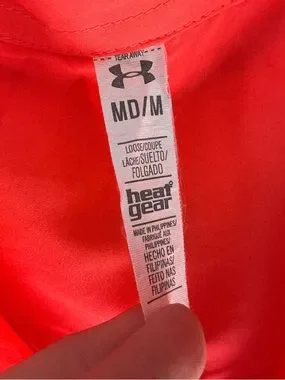 TEAR AWAY
MD/M
LOOSE/COUPE
LÂCHE/SUELTO/
FOLGADO
heat
gear
MADE IN PHILIPPINES/
FABRIQUÉ AUX
PHILIPPINES/
HECHO EN
FILIPINAS/
FEITO NAS
FILIPINAS